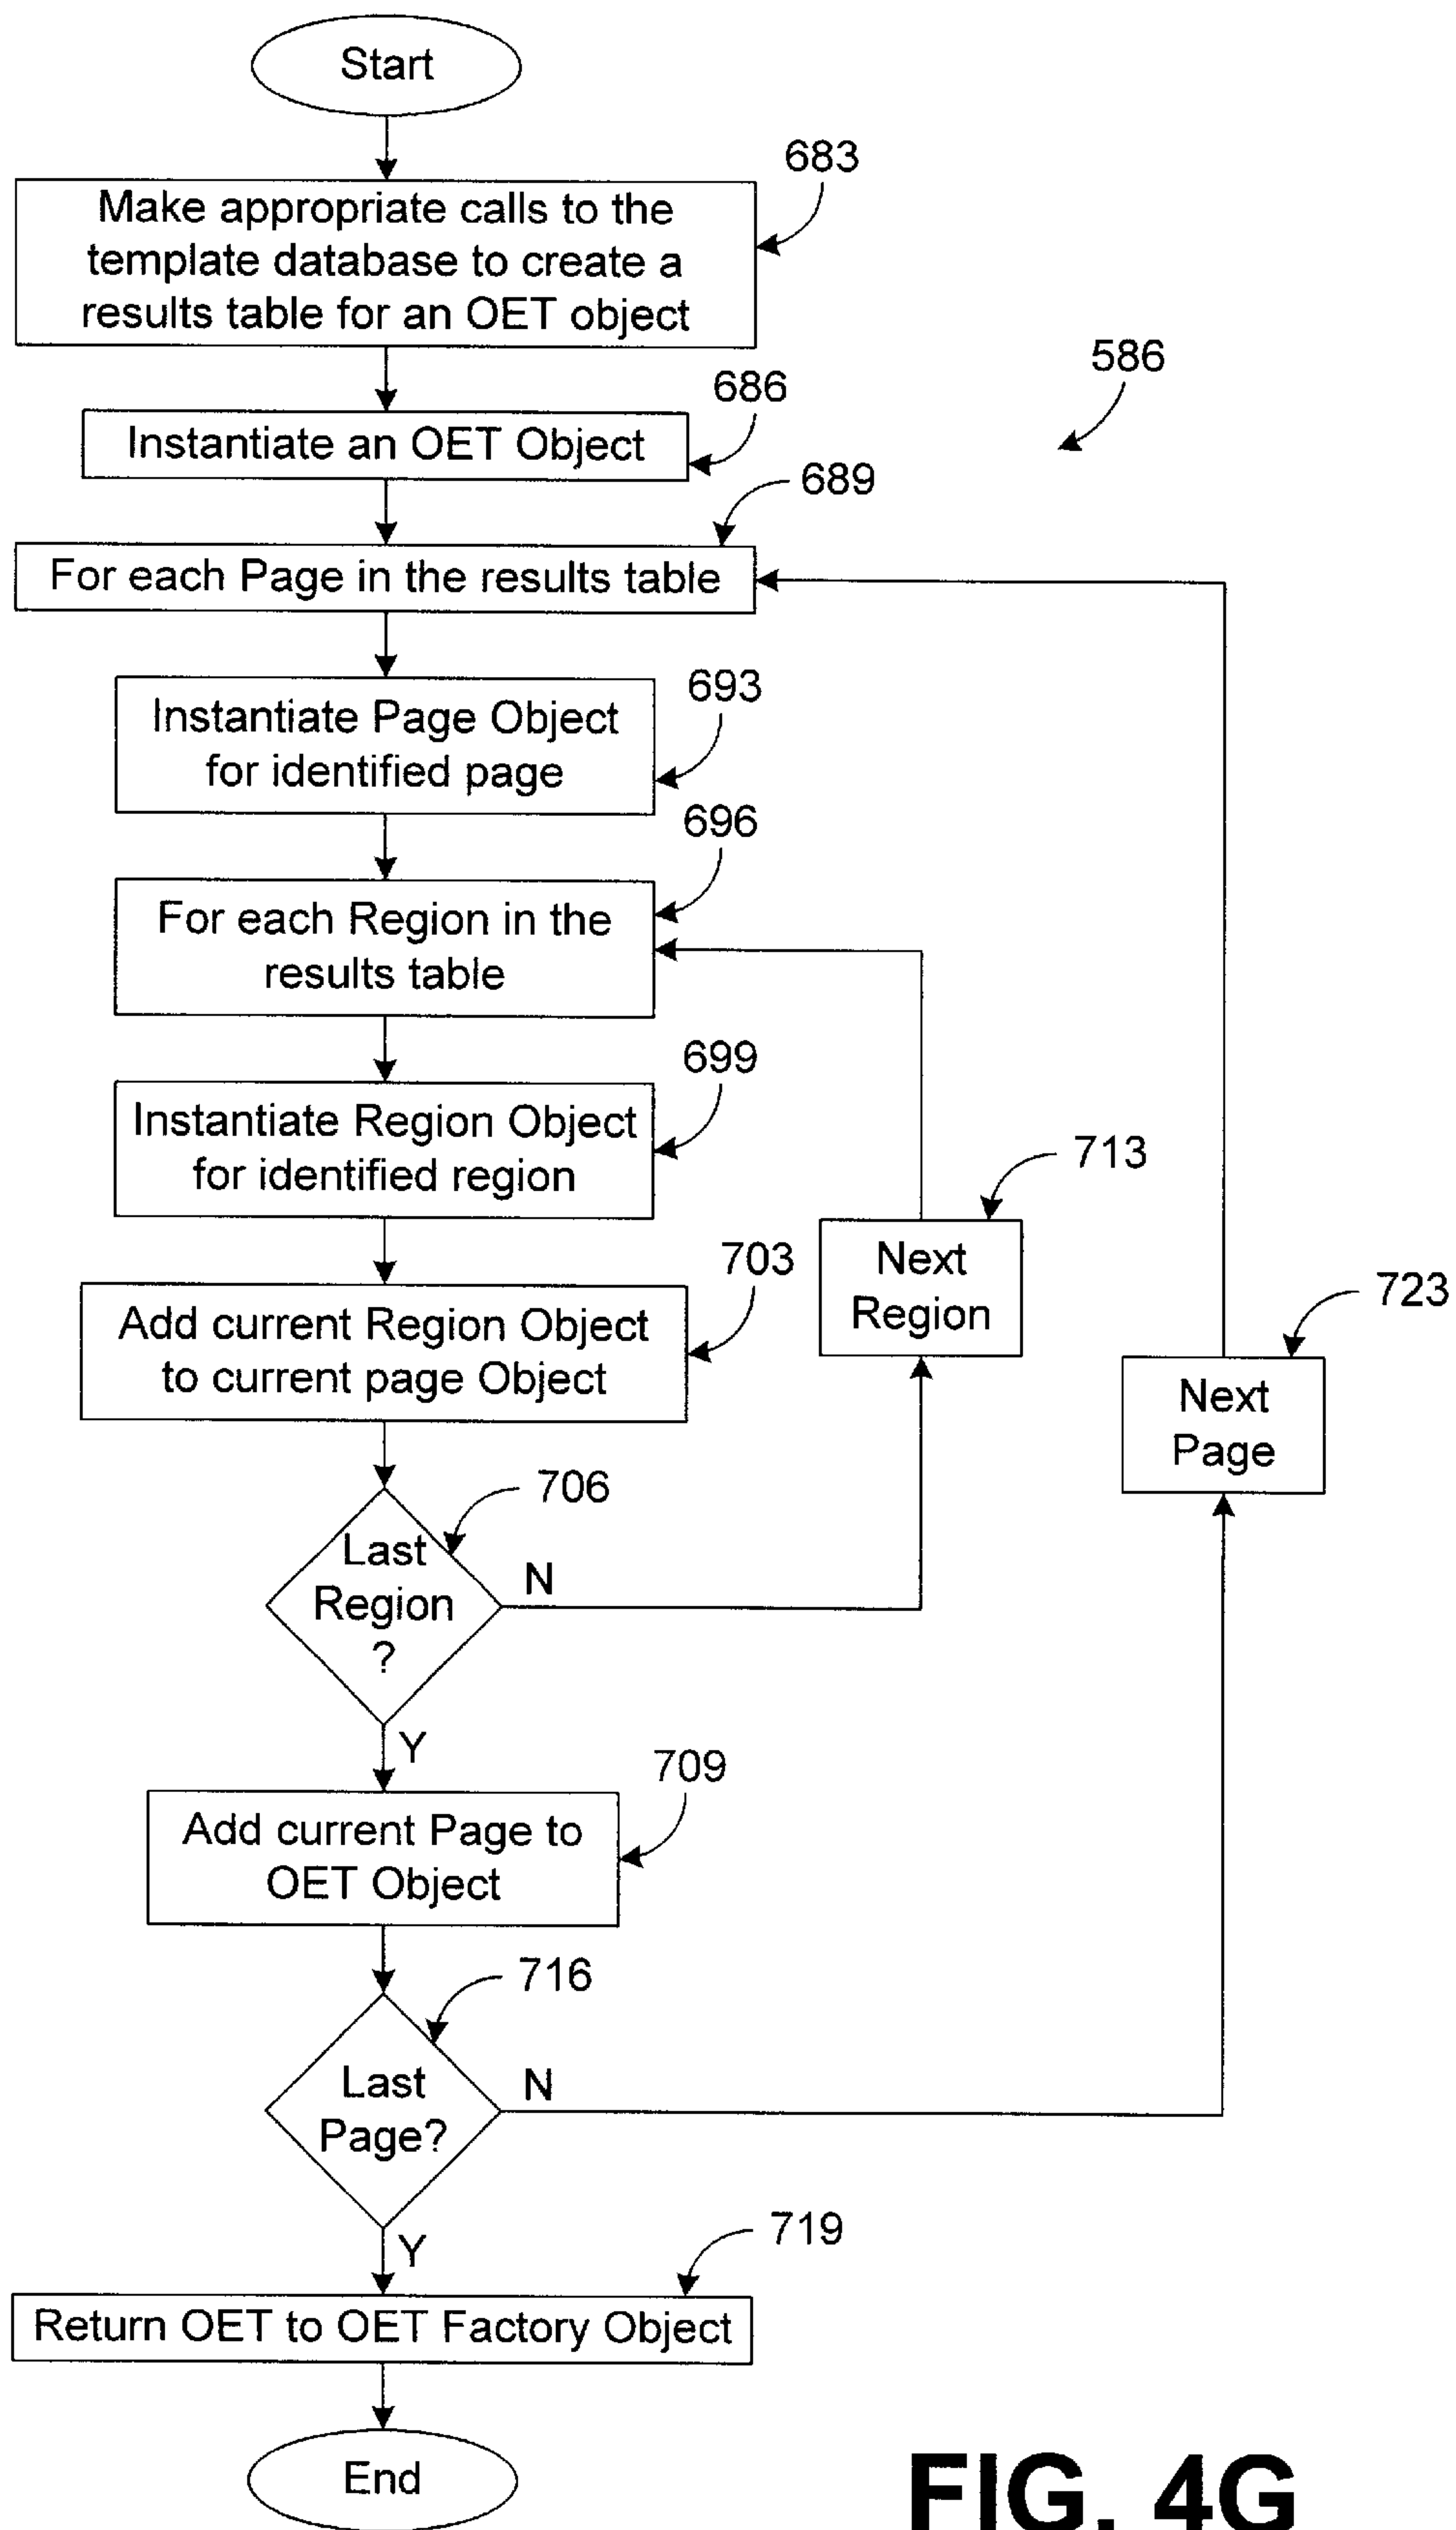 Start
683
Make appropriate calls to the
template database to create a
results table for an OET object
586
686
Instantiate an OET Object
689
For each Page in the results table
693
Instantiate Page Object
for identified page
696
For each Region in the
results table
699
Instantiate Region Object
for identified region
713
Next
Region
703
Add current Region Object
to current page Object
723
Next
Page
706
Last
Region
?
N
Y
709
Add current Page to
OET Object
716
Last
Page?
N
Y
719
Return OET to OET Factory Object
End
FIG. 4G